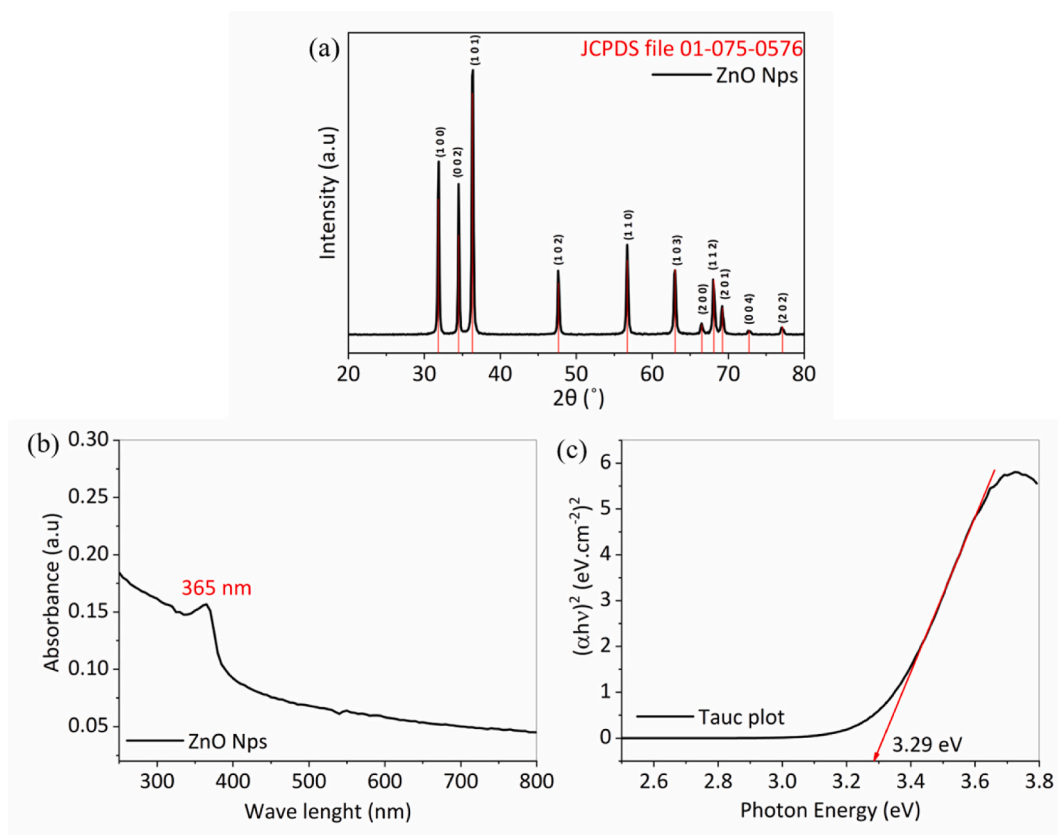 (a)
JCPDS file 01-075-0576
ZnO Nps
(1 0 0)
(0 0 2)
(1 0 1)
(1 0 2)
(1 1 0)
(1 0 3)
(2 0 0)
(1 1 2)
(2 0 1)
(0 0 4)
(2 0 2)
Intensity (a.u)
20 30 40 50 60 70 80
2θ (˚)
(b)
0.30
0.25
0.20
0.15
0.10
0.05
Absorbance (a.u)
365 nm
ZnO Nps
300 400 500 600 700 800
Wave lenght (nm)
(c)
6
5
4
3
2
1
0
(αhν)² (eV.cm⁻²)²
Tauc plot
3.29 eV
2.6 2.8 3.0 3.2 3.4 3.6 3.8
Photon Energy (eV)